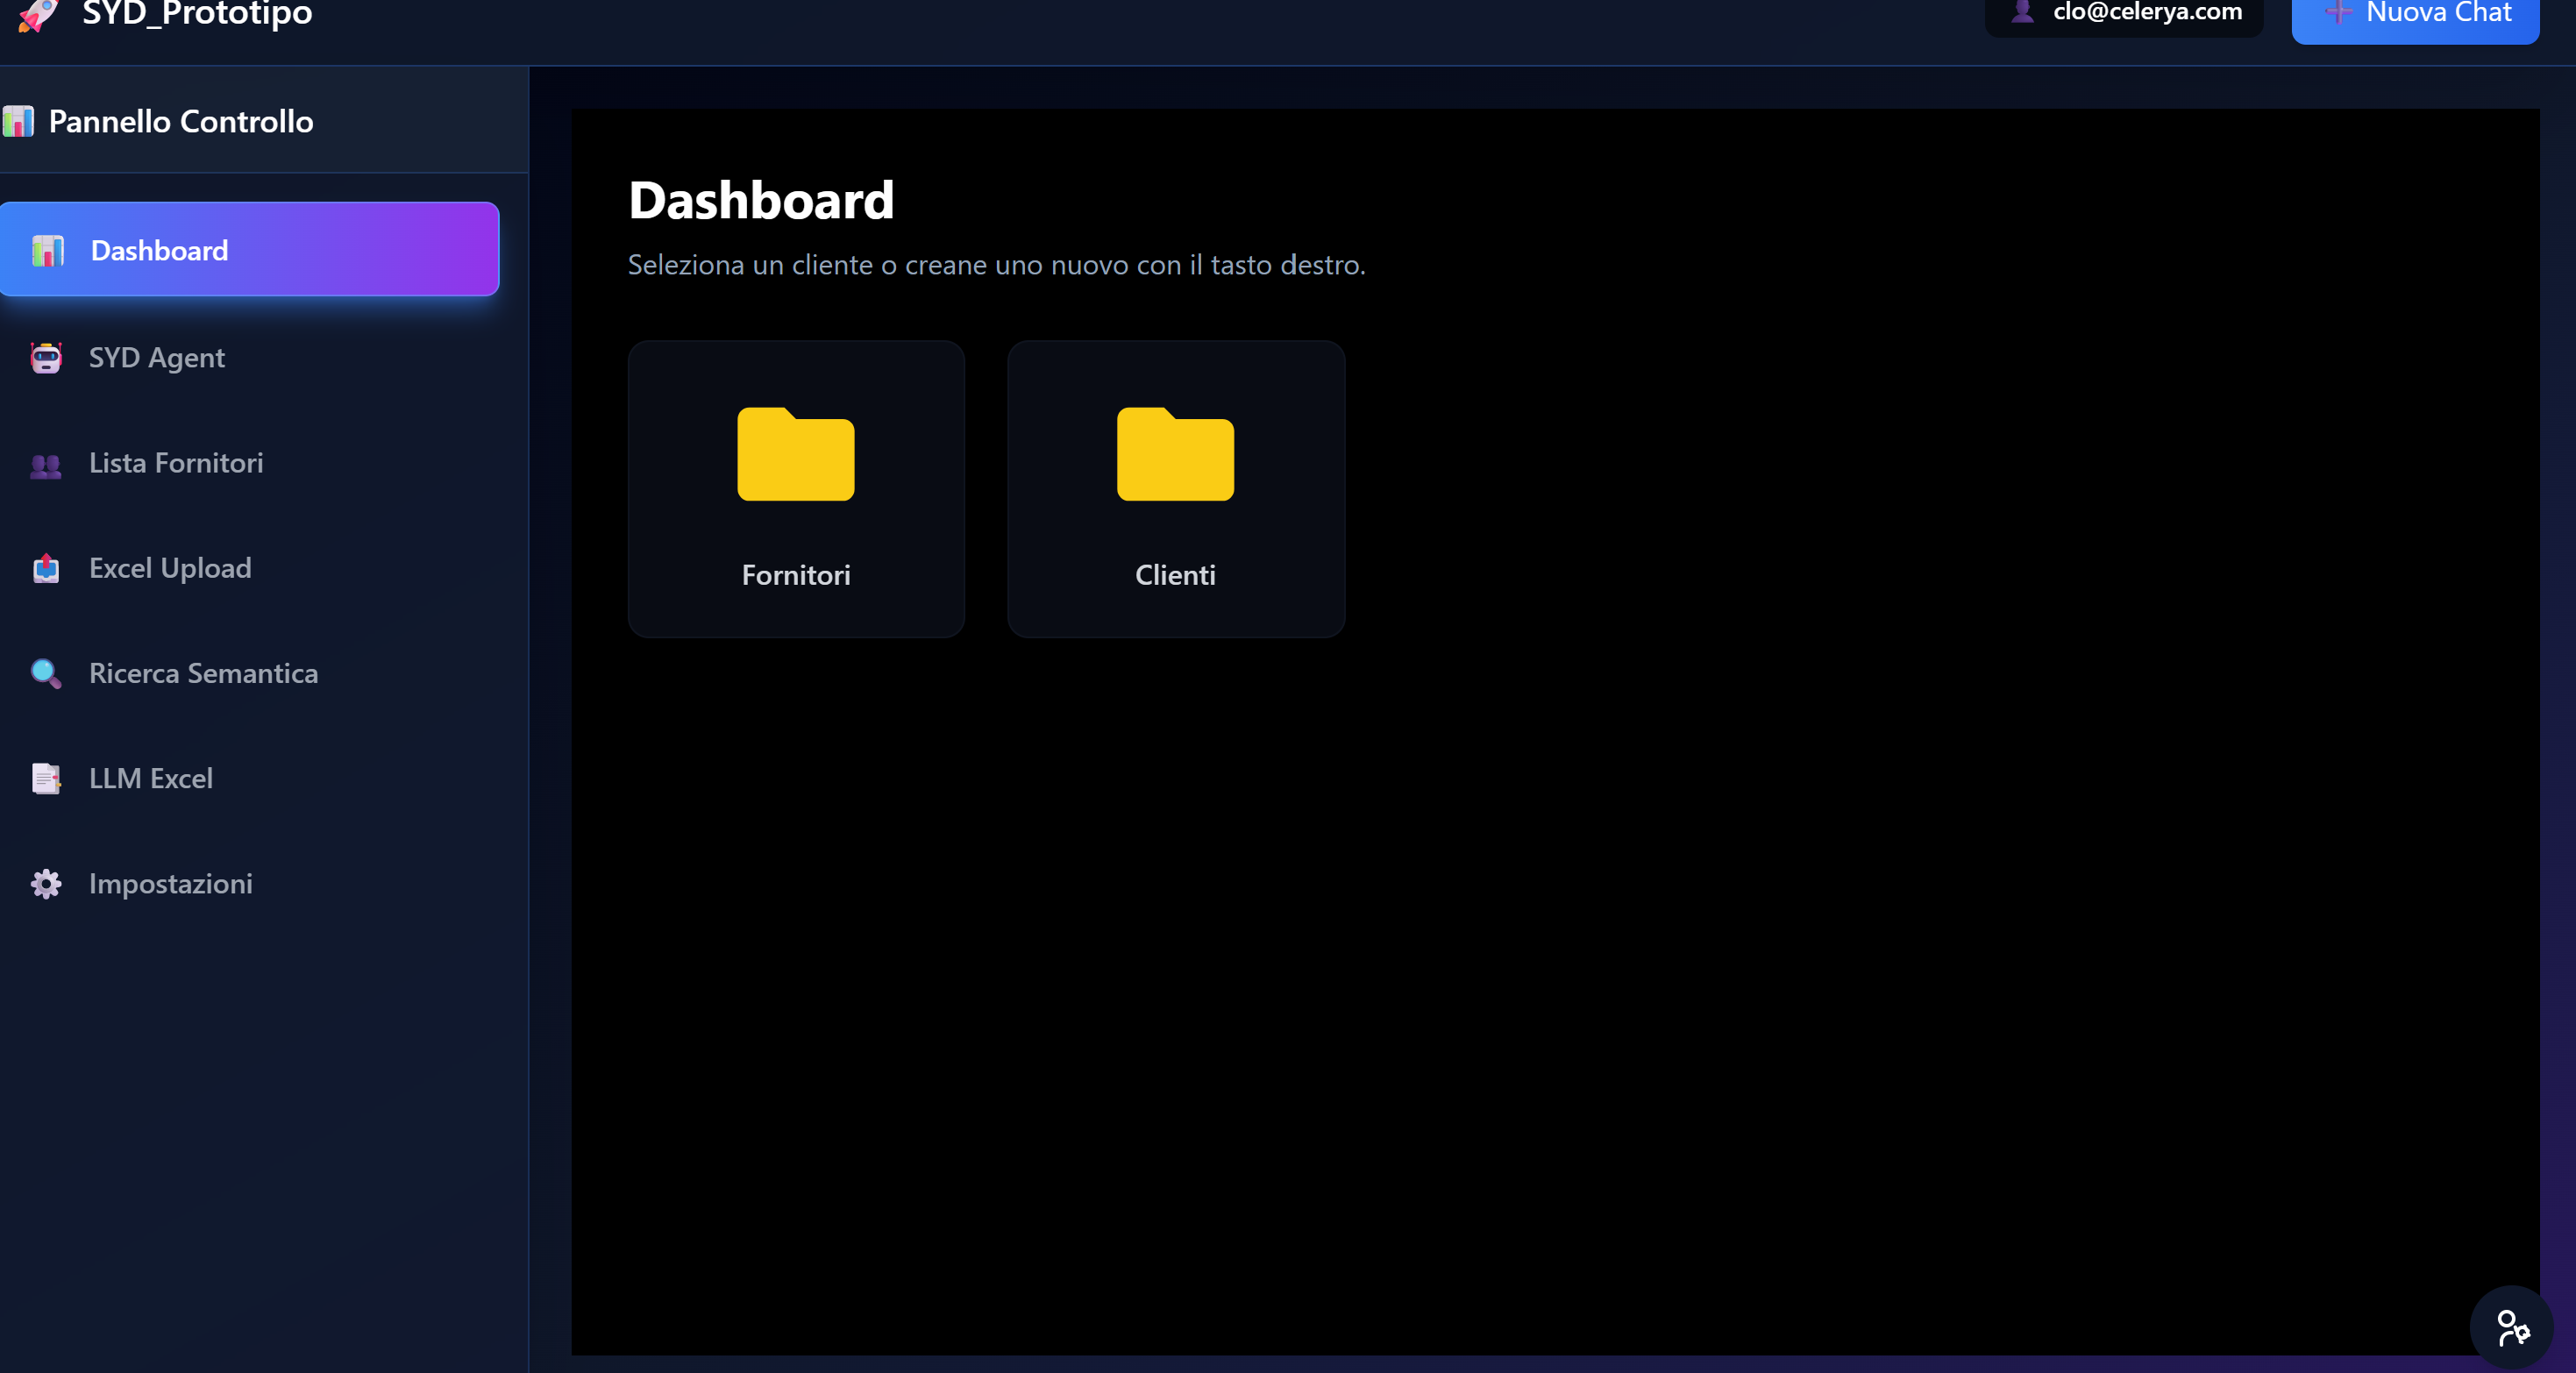 SYD_Prototipo
clo@celerya.com
Nuova Chat
Pannello Controllo
Dashboard
SYD Agent
Lista Fornitori
Excel Upload
Ricerca Semantica
LLM Excel
Impostazioni
Dashboard
Seleziona un cliente o creane uno nuovo con il tasto destro.
Fornitori
Clienti